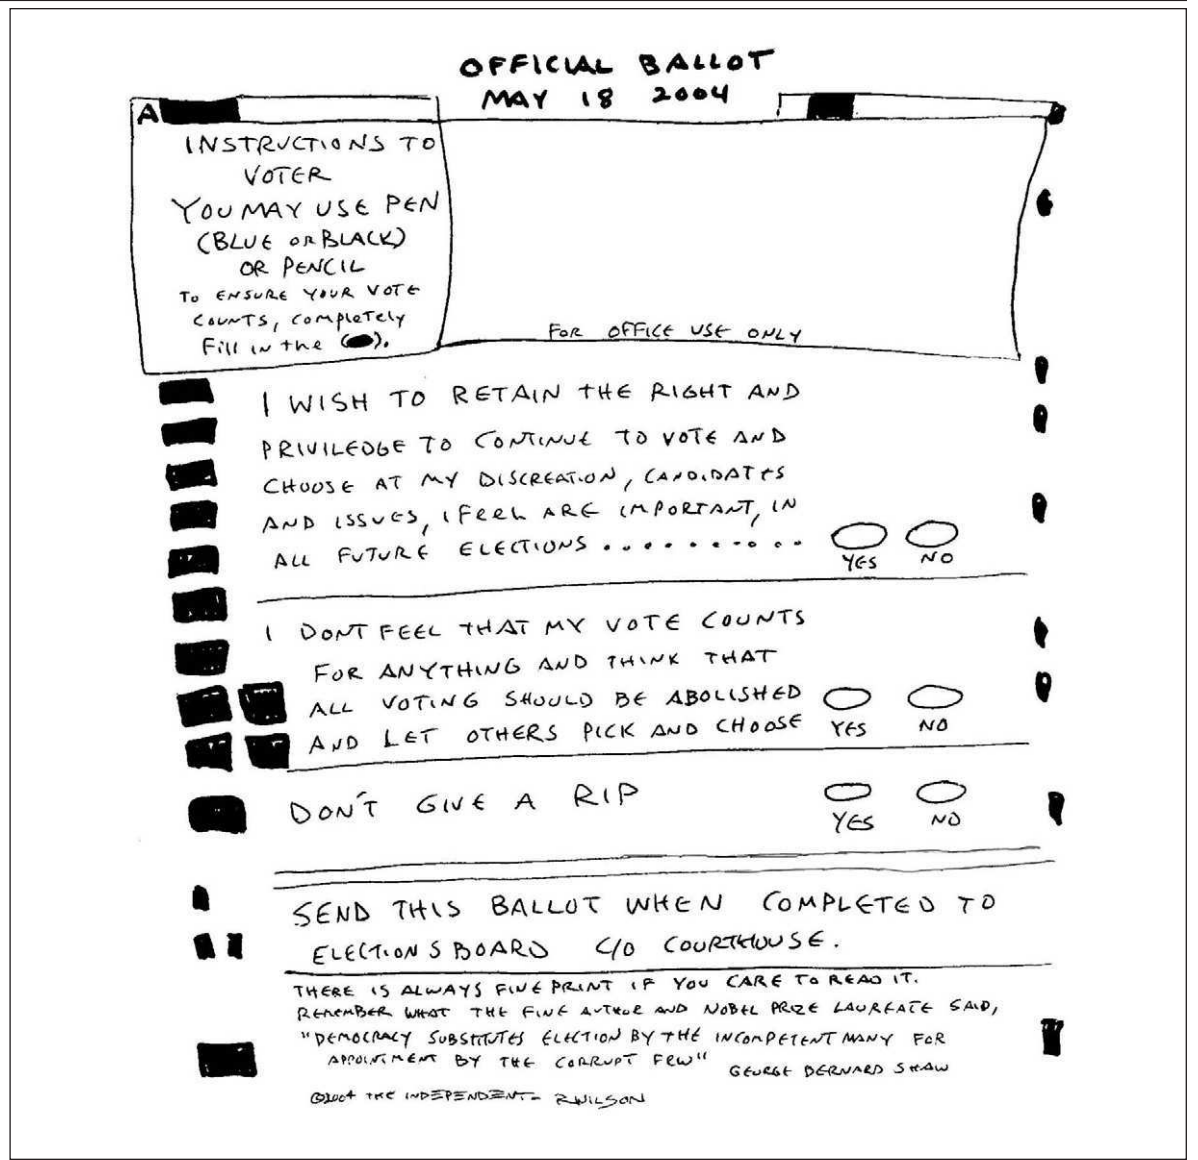 OFFICIAL BALLOT
MAY 18 2004
A
INSTRUCTIONS TO
VOTER
YOU MAY USE PEN
(BLUE OR BLACK)
OR PENCIL
TO ENSURE YOUR VOTE
COUNTS, COMPLETELY
Fill IN the ( ).
FOR OFFICE USE ONLY
I WISH TO RETAIN THE RIGHT AND
PRIVILEDGE TO CONTINUE TO VOTE AND
CHOOSE AT MY DISCREATION, CANDIDATES
AND ISSUES, I FEEL ARE IMPORTANT, IN
ALL FUTURE ELECTIONS ..........
YES NO
I DONT FEEL THAT MY VOTE COUNTS
FOR ANYTHING AND THINK THAT
ALL VOTING SHOULD BE ABOLISHED
AND LET OTHERS PICK AND CHOOSE
YES NO
DON'T GIVE A RIP
YES NO
SEND THIS BALLOT WHEN COMPLETED TO
ELECTIONS BOARD C/O COURTHOUSE.
THERE IS ALWAYS FINE PRINT IF YOU CARE TO READ IT.
REMEMBER WHAT THE FINE AUTHOR AND NOBEL PRIZE LAUREATE SAID,
"DEMOCRACY SUBSTITUTES ELECTION BY THE INCOMPETENT MANY FOR
APPOINTMENT BY THE CORRUPT FEW"
GEORGE BERNARD SHAW
©2004 THE INDEPENDENT- RWILSON